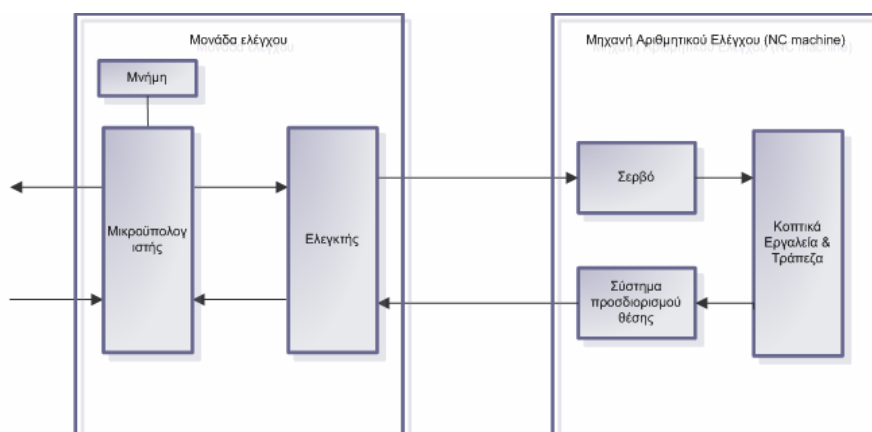 Μονάδα ελέγχου
Μηχανή Αριθμητικού Ελέγχου (NC machine)
Μνήμη
Μικροϋπολογ
ιστής
Ελεγκτής
Σερβό
Σύστημα
προσδιορισμού
θέσης
Κοπτικά
Εργαλεία &
Τράπεζα